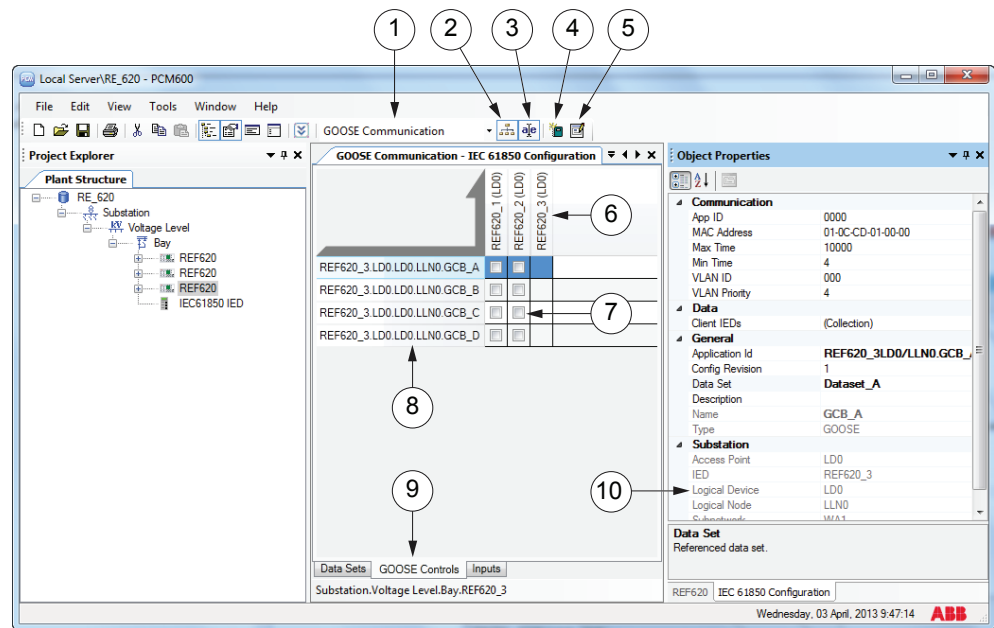 1 2 3 4 5
Local Server\RE_620 - PCM600
File Edit View Tools Window Help
GOOSE Communication
aje
Project Explorer
Plant Structure
RE_620
Substation
Voltage Level
Bay
REF620
REF620
REF620
IEC61850 IED
GOOSE Communication - IEC 61850 Configuration
REF620_1 (LD0)
REF620_2 (LD0)
REF620_3 (LD0)
6
REF620_3.LD0.LD0.LLN0.GCB_A
REF620_3.LD0.LD0.LLN0.GCB_B
REF620_3.LD0.LD0.LLN0.GCB_C
REF620_3.LD0.LD0.LLN0.GCB_D
7
8
9
10
Data Sets GOOSE Controls Inputs
Substation.Voltage Level.Bay.REF620_3
Object Properties
Communication
App ID 0000
MAC Address 01-0C-CD-01-00-00
Max Time 10000
Min Time 4
VLAN ID 000
VLAN Priority 4
Data
Client IEDs (Collection)
General
Application Id REF620_3LD0/LLN0.GCB_
Config Revision 1
Data Set Dataset_A
Description
Name GCB_A
Type GOOSE
Substation
Access Point LD0
IED REF620_3
Logical Device LD0
Logical Node LLN0
Subnetwork WA1
Data Set
Referenced data set.
REF620 IEC 61850 Configuration
Wednesday, 03 April, 2013 9:47:14 ABB